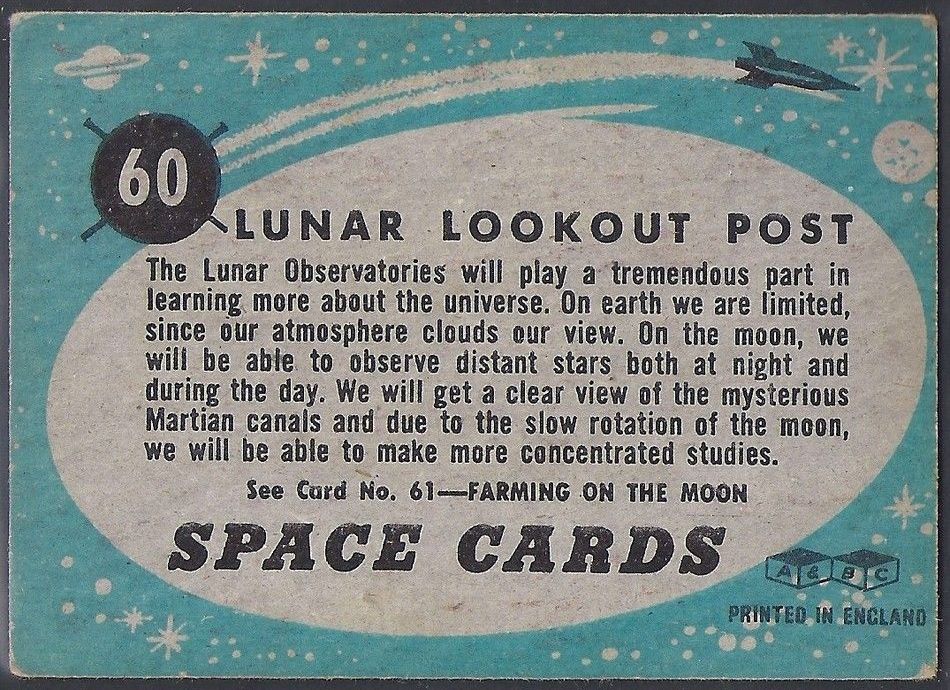 60
LUNAR LOOKOUT POST
The Lunar Observatories will play a tremendous part in
learning more about the universe. On earth we are limited,
since our atmosphere clouds our view. On the moon, we
will be able to observe distant stars both at night and
during the day. We will get a clear view of the mysterious
Martian canals and due to the slow rotation of the moon,
we will be able to make more concentrated studies.
See Card No. 61—FARMING ON THE MOON
SPACE CARDS
A & B C
PRINTED IN ENGLAND